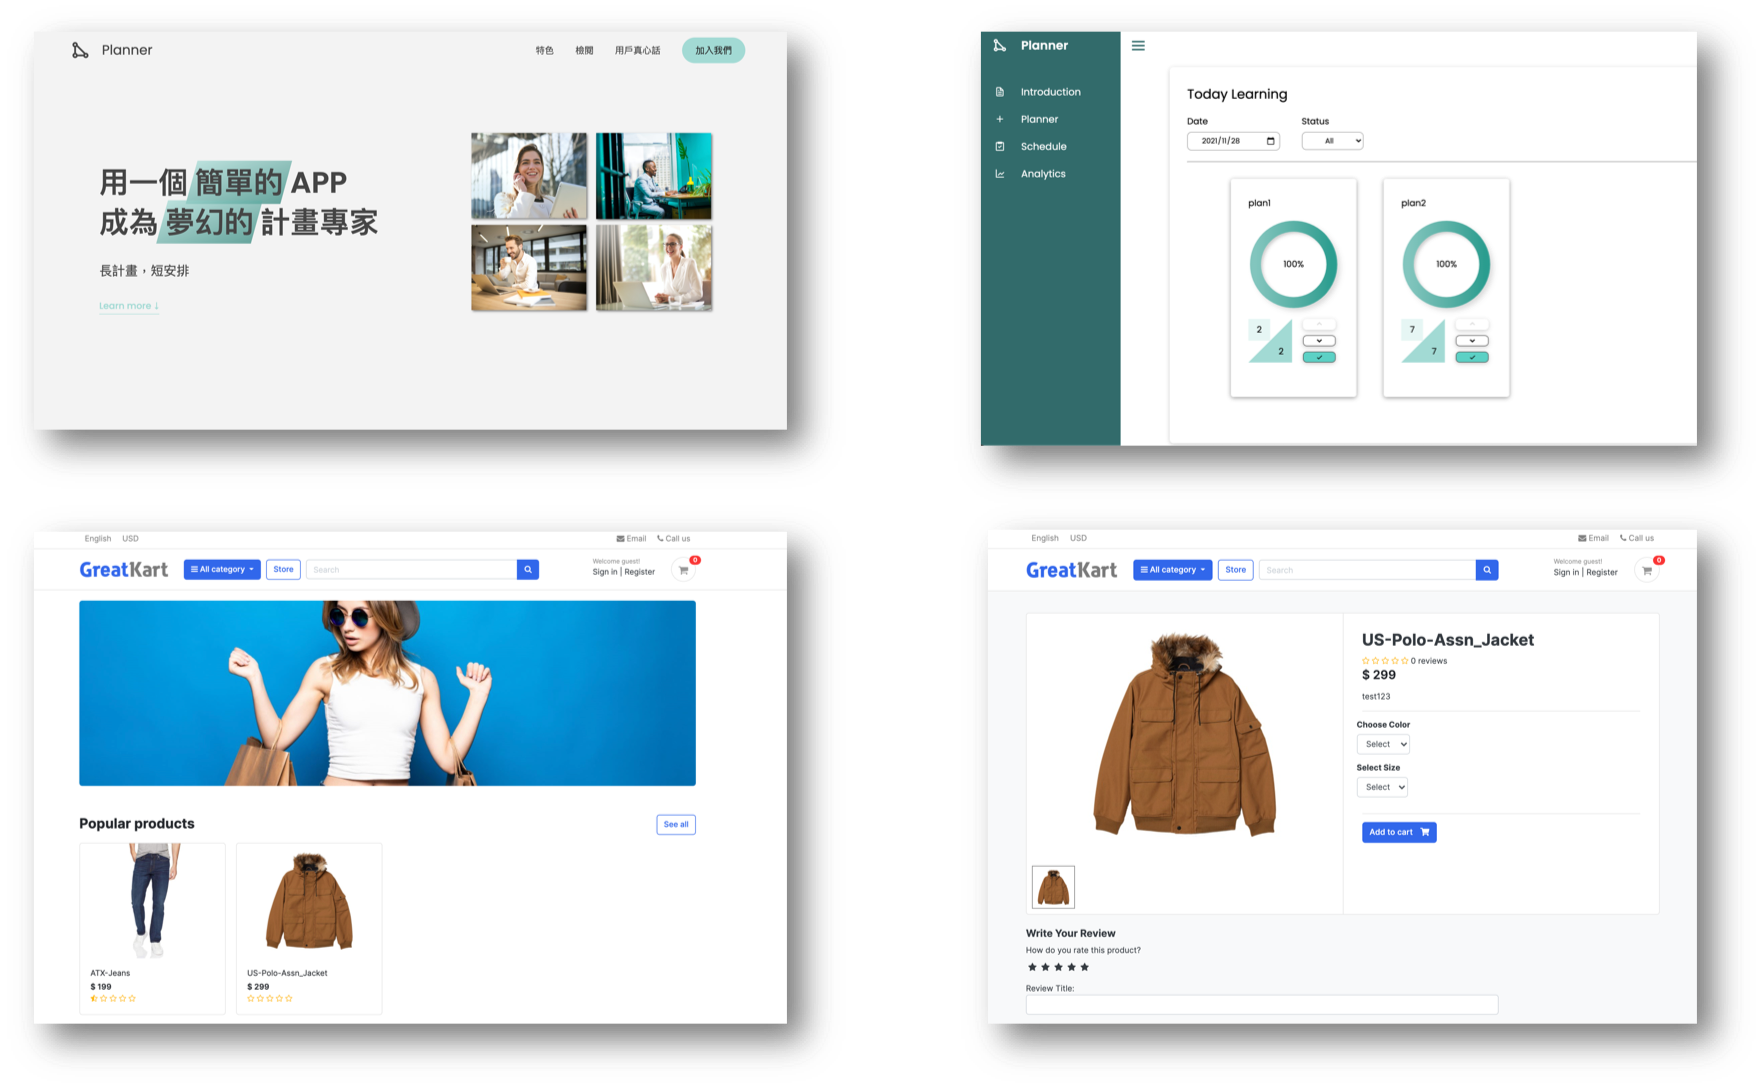 Planner
特色 檢閱 用戶真心話 加入我們
用一個 簡單的 APP
成為 夢幻的 計畫專家
長計畫，短安排
Learn more ↓
Planner
Introduction
Planner
Schedule
Analytics
Today Learning
Date Status
2021/11/28 All
plan1 plan2
100% 100%
2 7
2 7
English USD Email Call us
GreatKart All category Store Search Welcome guest! 0
Sign in | Register
Popular products See all
ATX-Jeans US-Polo-Assn_Jacket
$ 199 $ 299
English USD Email Call us
GreatKart All category Store Search Welcome guest! 0
Sign in | Register
US-Polo-Assn_Jacket
0 reviews
$ 299
test123
Choose Color
Select
Select Size
Select
Add to cart
Write Your Review
How do you rate this product?
Review Title: